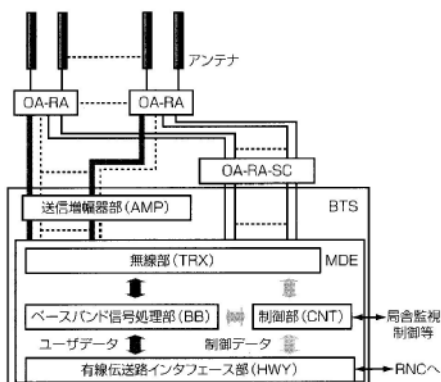 アンテナ
OA-RA
OA-RA
OA-RA-SC
BTS
送信増幅器部(AMP)
無線部(TRX)
MDE
ベースバンド信号処理部(BB)
制御部(CNT)
局舎監視
制御等
ユーザデータ
制御データ
有線伝送路インタフェース部(HWY)
RNCへ